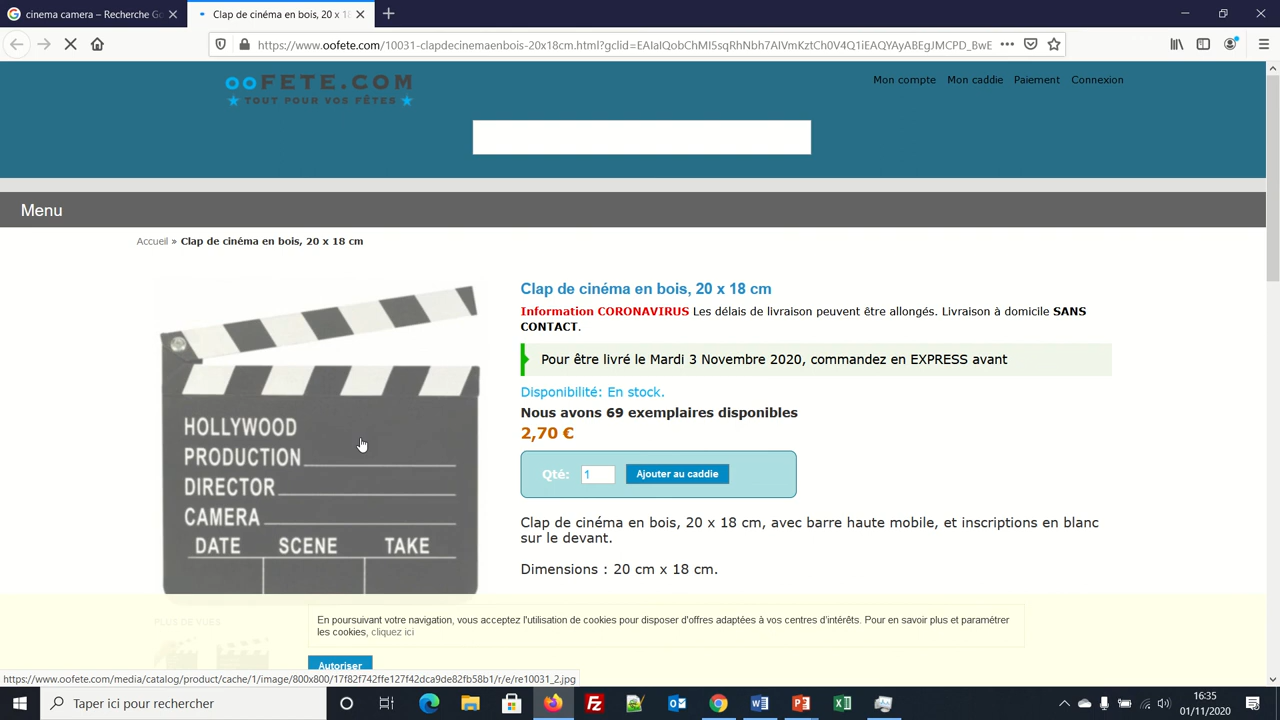 cinema camera – Recherche Go
Clap de cinéma en bois, 20 x 18
https://www.oofete.com/10031-clapdecinemaenbois-20x18cm.html?gclid=EAIaIQobChMI5ojRhNbh7AIVmKztCh0V4Q1iEAQYAyABEgJMCPD_BwE
ooFETE.COM
TOUT POUR VOS FÊTES
Mon compte Mon caddie Paiement Connexion
Menu
Accueil » Clap de cinéma en bois, 20 x 18 cm
HOLLYWOOD
PRODUCTION
DIRECTOR
CAMERA
DATE SCENE TAKE
PLUS DE VUES
Clap de cinéma en bois, 20 x 18 cm
Information CORONAVIRUS Les délais de livraison peuvent être allongés. Livraison à domicile SANS
CONTACT.
Pour être livré le Mardi 3 Novembre 2020, commandez en EXPRESS avant
Disponibilité: En stock.
Nous avons 69 exemplaires disponibles
2,70 €
Qté: 1 Ajouter au caddie
Clap de cinéma en bois, 20 x 18 cm, avec barre haute mobile, et inscriptions en blanc
sur le devant.
Dimensions : 20 cm x 18 cm.
En poursuivant votre navigation, vous acceptez l'utilisation de cookies pour disposer d'offres adaptées à vos centres d'intérêts. Pour en savoir plus et paramétrer
les cookies, cliquez ici
Autoriser
https://www.oofete.com/media/catalog/product/cache/1/image/800x800/17f82f742ffe127f42dca9de82fb58b1/r/e/re10031_2.jpg
Taper ici pour rechercher
16:35
01/11/2020